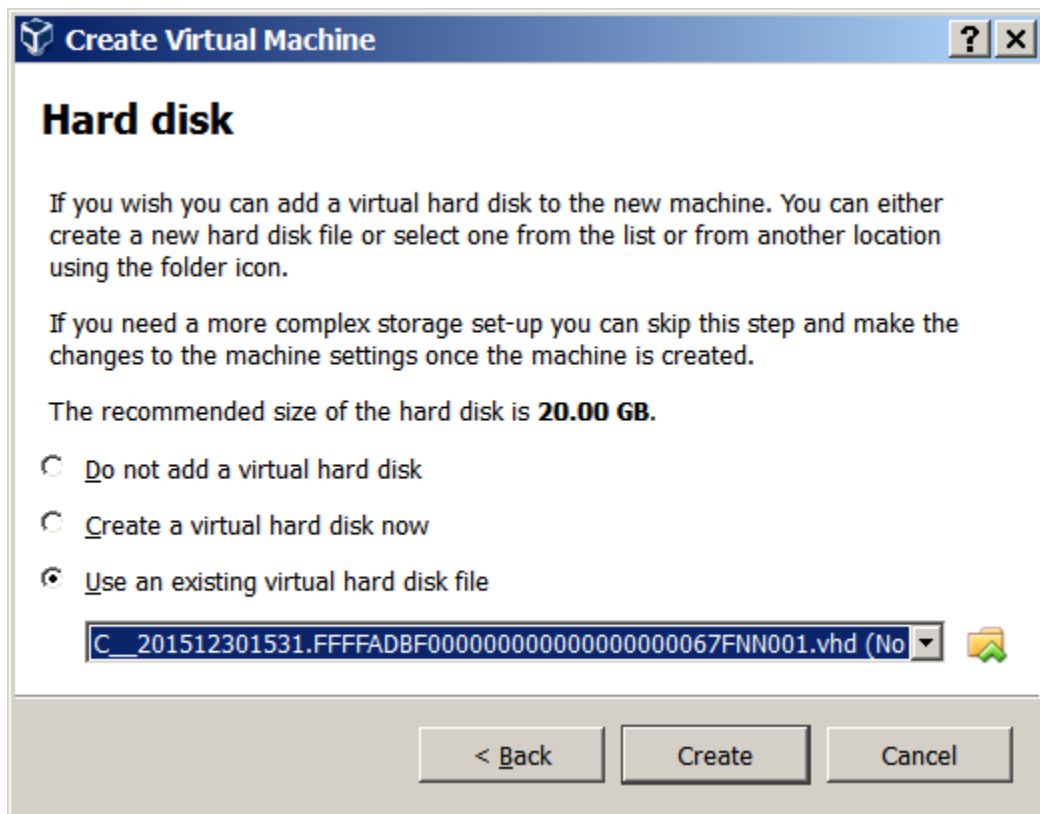 Create Virtual Machine
Hard disk
If you wish you can add a virtual hard disk to the new machine. You can either
create a new hard disk file or select one from the list or from another location
using the folder icon.
If you need a more complex storage set-up you can skip this step and make the
changes to the machine settings once the machine is created.
The recommended size of the hard disk is 20.00 GB.
Do not add a virtual hard disk
Create a virtual hard disk now
Use an existing virtual hard disk file
C__201512301531.FFFFADBF0000000000000000000067FNN001.vhd (No
< Back
Create
Cancel